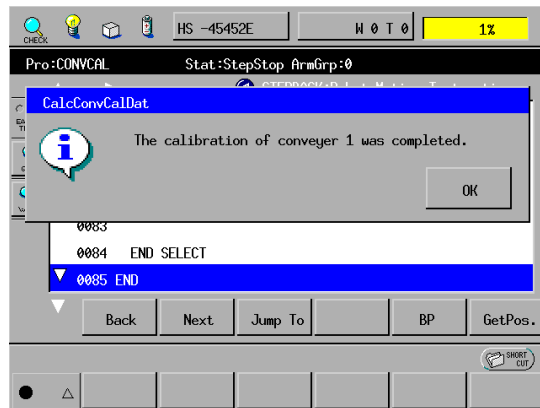 CHECK
HS -45452E
W 0 T 0
1%
Pro:CONVCAL Stat:StepStop ArmGrp:0
CalcConvCalDat
The calibration of conveyer 1 was completed.
OK
0083
0084 END SELECT
0085 END
Back Next Jump To BP GetPos.
SHORT
CUT